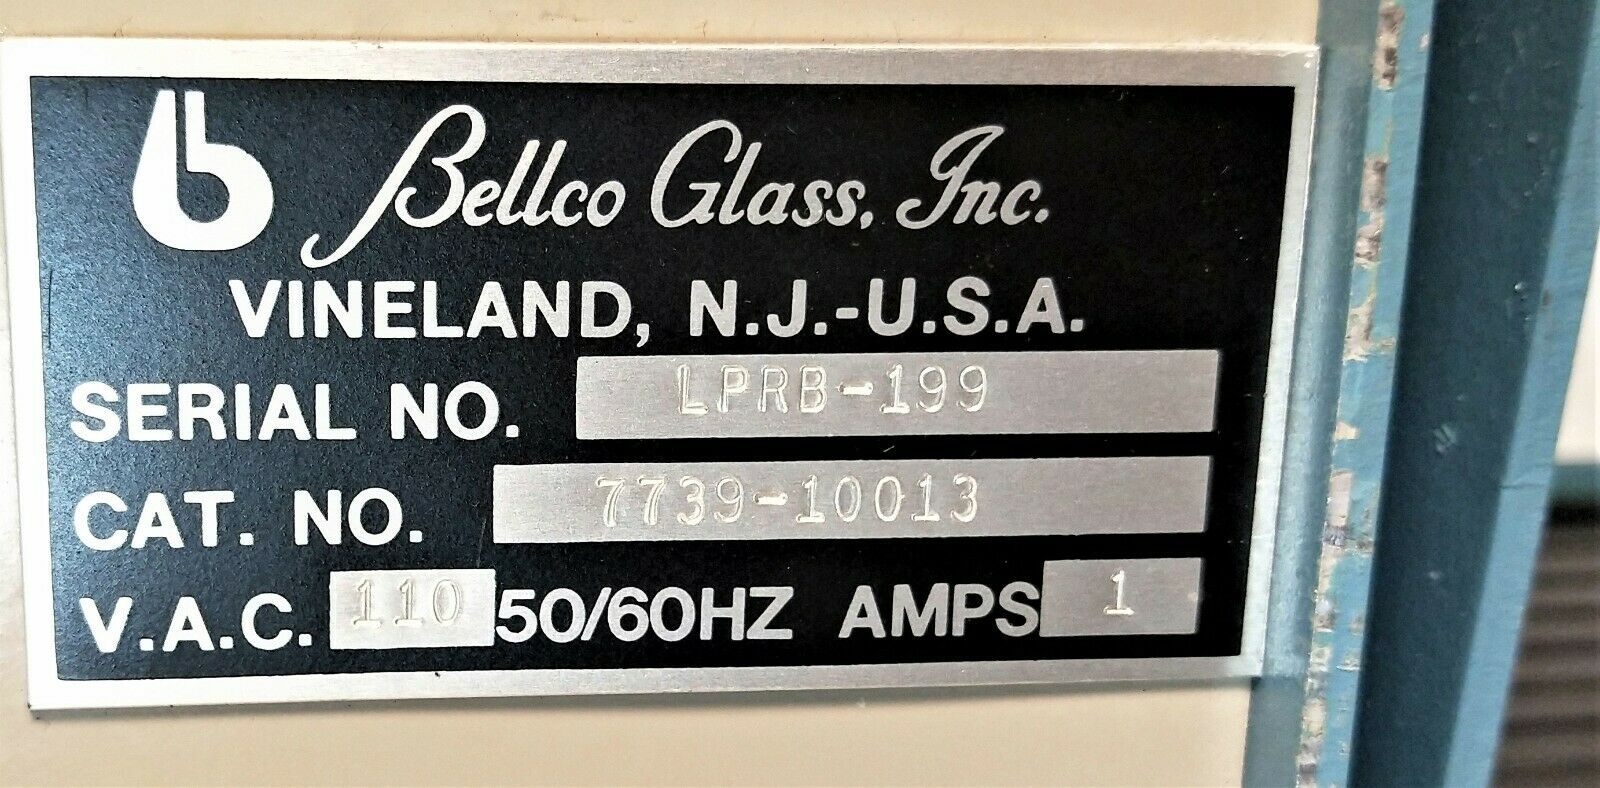 b Bellco Glass, Inc.
VINELAND, N.J.-U.S.A.
SERIAL NO. LPRB-199
CAT. NO. 7739-10013
V.A.C. 110 50/60HZ AMPS 1